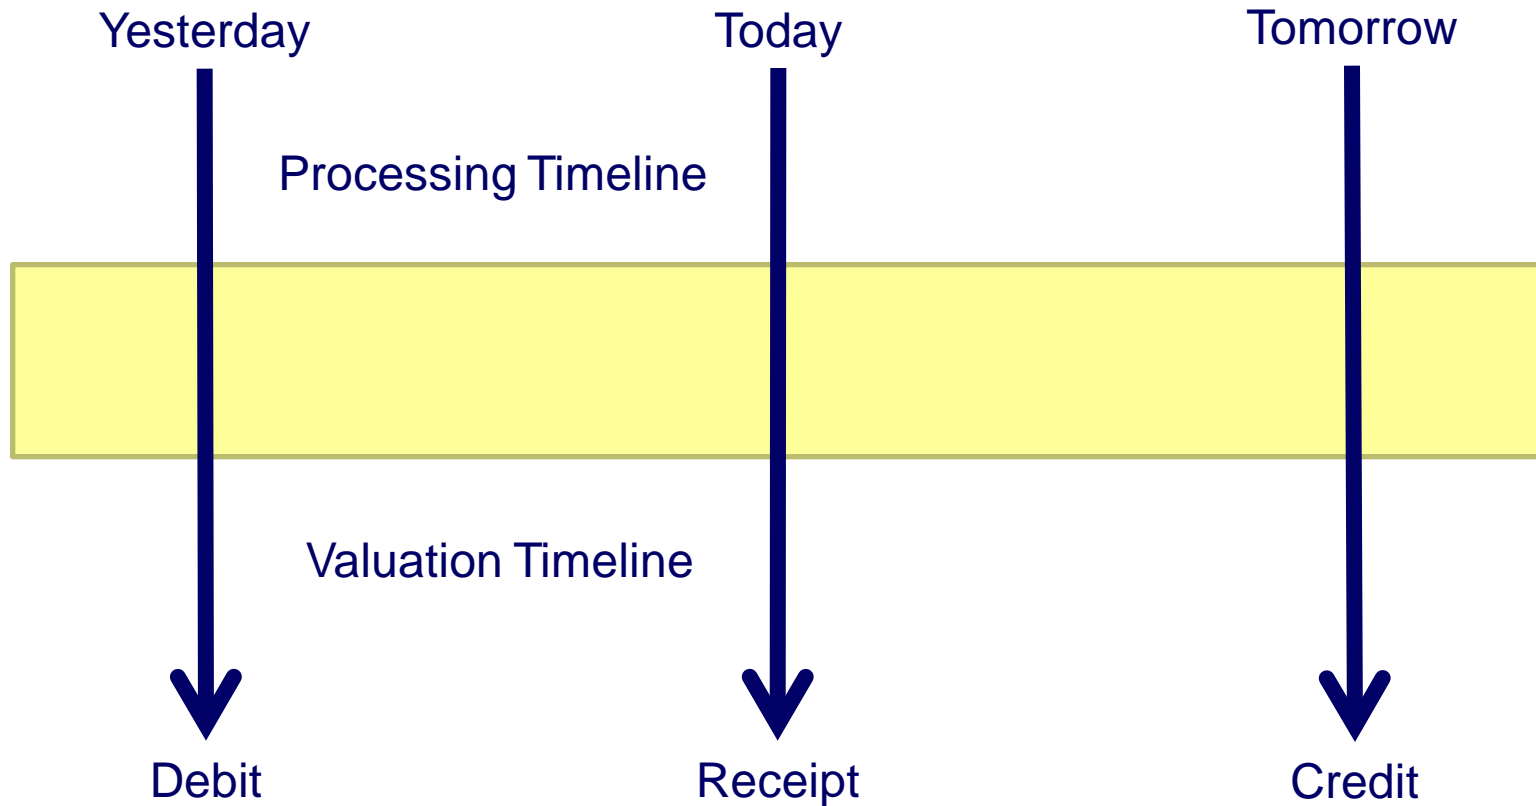 Yesterday Today Tomorrow
Processing Timeline
Valuation Timeline
Debit Receipt Credit